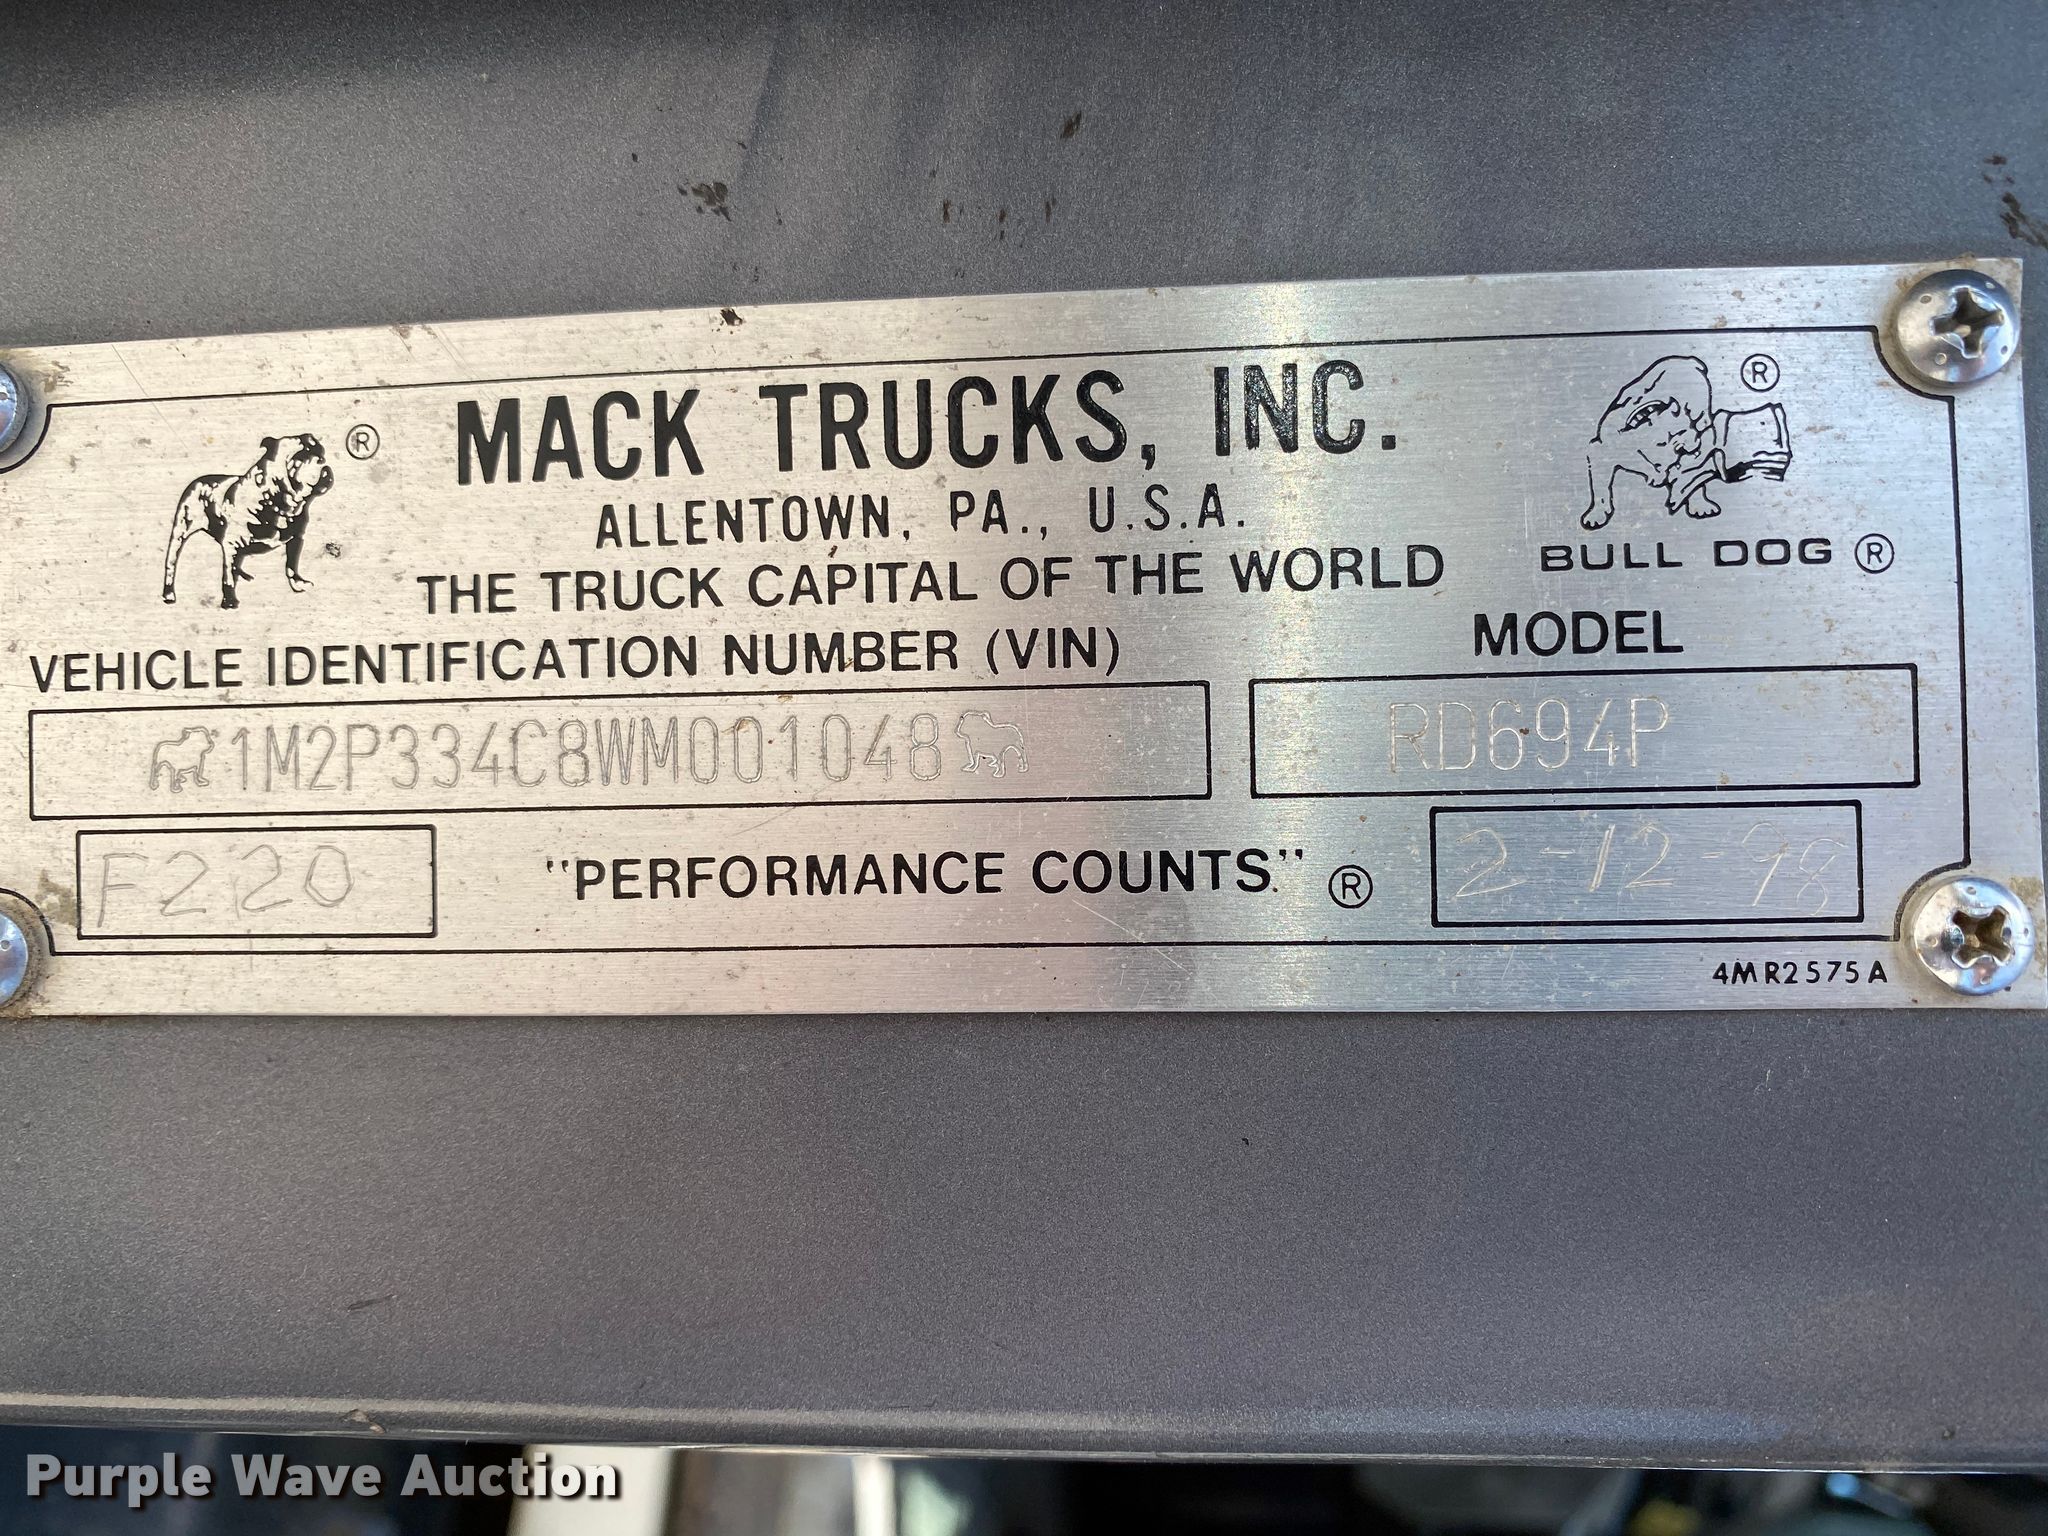 MACK TRUCKS, INC.
ALLENTOWN, PA., U.S.A.
THE TRUCK CAPITAL OF THE WORLD
®
®
BULL DOG ®
VEHICLE IDENTIFICATION NUMBER (VIN)
MODEL
1M2P334C8WM001048
RD694P
F220
"PERFORMANCE COUNTS." ®
2-12-98
4MR2575A
Purple Wave Auction